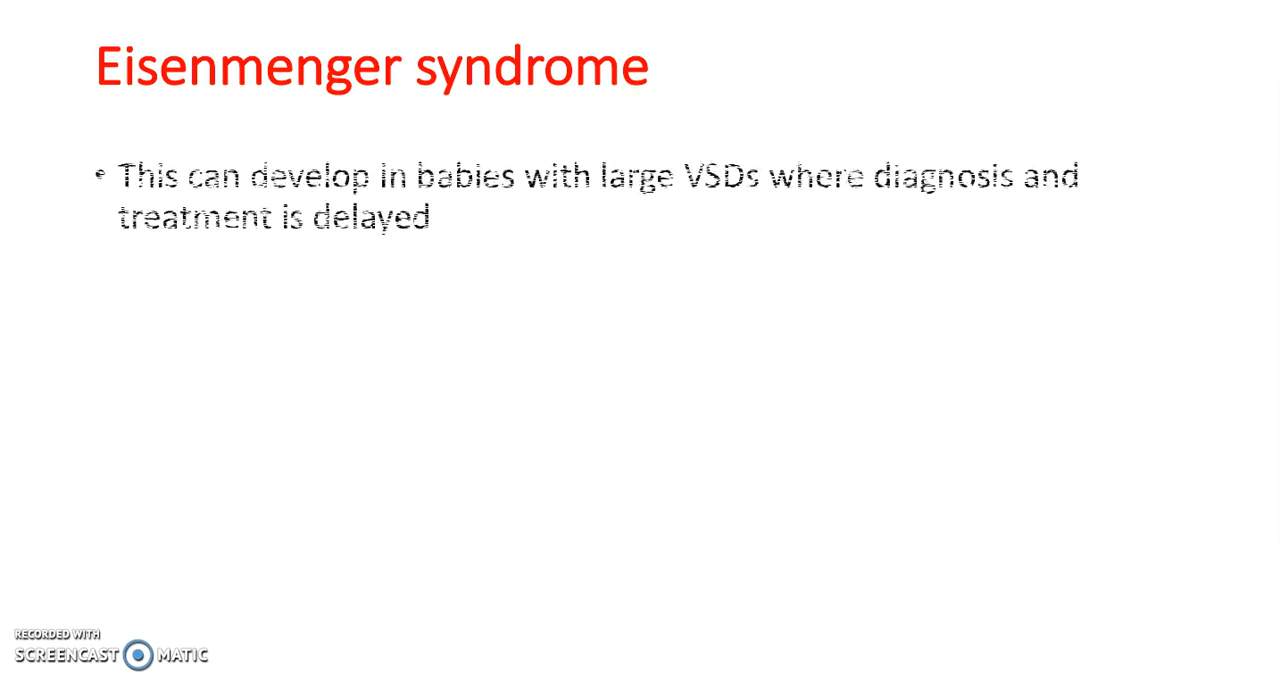 Eisenmenger syndrome
• This can develop in babies with large VSDs where diagnosis and
treatment is delayed
RECORDED WITH
SCREENCAST MATIC